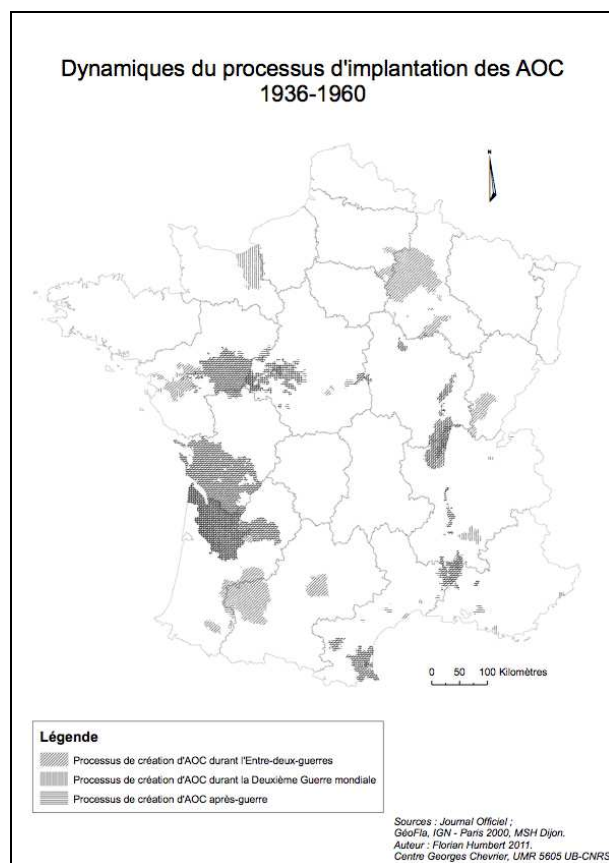 Dynamiques du processus d'implantation des AOC
1936-1960
N
0 50 100 Kilomètres
Légende
Processus de création d'AOC durant l'Entre-deux-guerres
Processus de création d'AOC durant la Deuxième Guerre mondiale
Processus de création d'AOC après-guerre
Sources : Journal Officiel ;
GéoFla, IGN - Paris 2000, MSH Dijon.
Auteur : Florian Humbert 2011.
Centre Georges Chevrier, UMR 5605 UB-CNRS